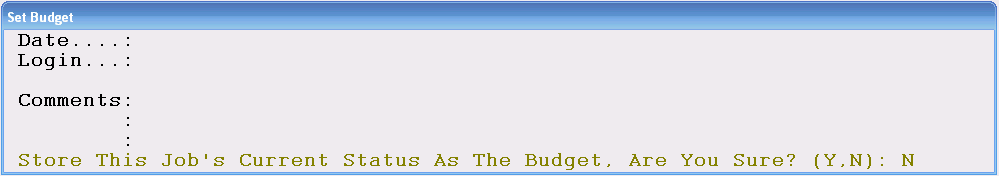 Set Budget
Date....:
Login...:
Comments:
:
:
Store This Job's Current Status As The Budget, Are You Sure? (Y,N): N